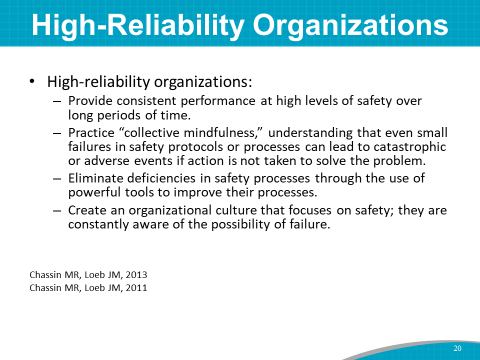 High-Reliability Organizations
• High-reliability organizations:
– Provide consistent performance at high levels of safety over
long periods of time.
– Practice “collective mindfulness,” understanding that even small
failures in safety protocols or processes can lead to catastrophic
or adverse events if action is not taken to solve the problem.
– Eliminate deficiencies in safety processes through the use of
powerful tools to improve their processes.
– Create an organizational culture that focuses on safety; they are
constantly aware of the possibility of failure.
Chassin MR, Loeb JM, 2013
Chassin MR, Loeb JM, 2011
20